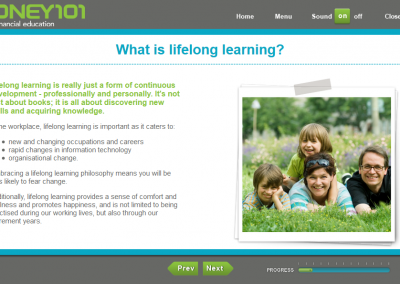 ONEY101
nancial education
Home Menu Sound on off Close
What is lifelong learning?
elong learning is really just a form of continuous
velopment - professionally and personally. It's not
t about books; it is all about discovering new
lls and acquiring knowledge.
he workplace, lifelong learning is important as it caters to:
new and changing occupations and careers
rapid changes in information technology
organisational change.
bracing a lifelong learning philosophy means you will be
s likely to fear change.
ditionally, lifelong learning provides a sense of comfort and
llness and promotes happiness, and is not limited to being
ctised during our working lives, but also through our
irement years.
Prev Next
PROGRESS